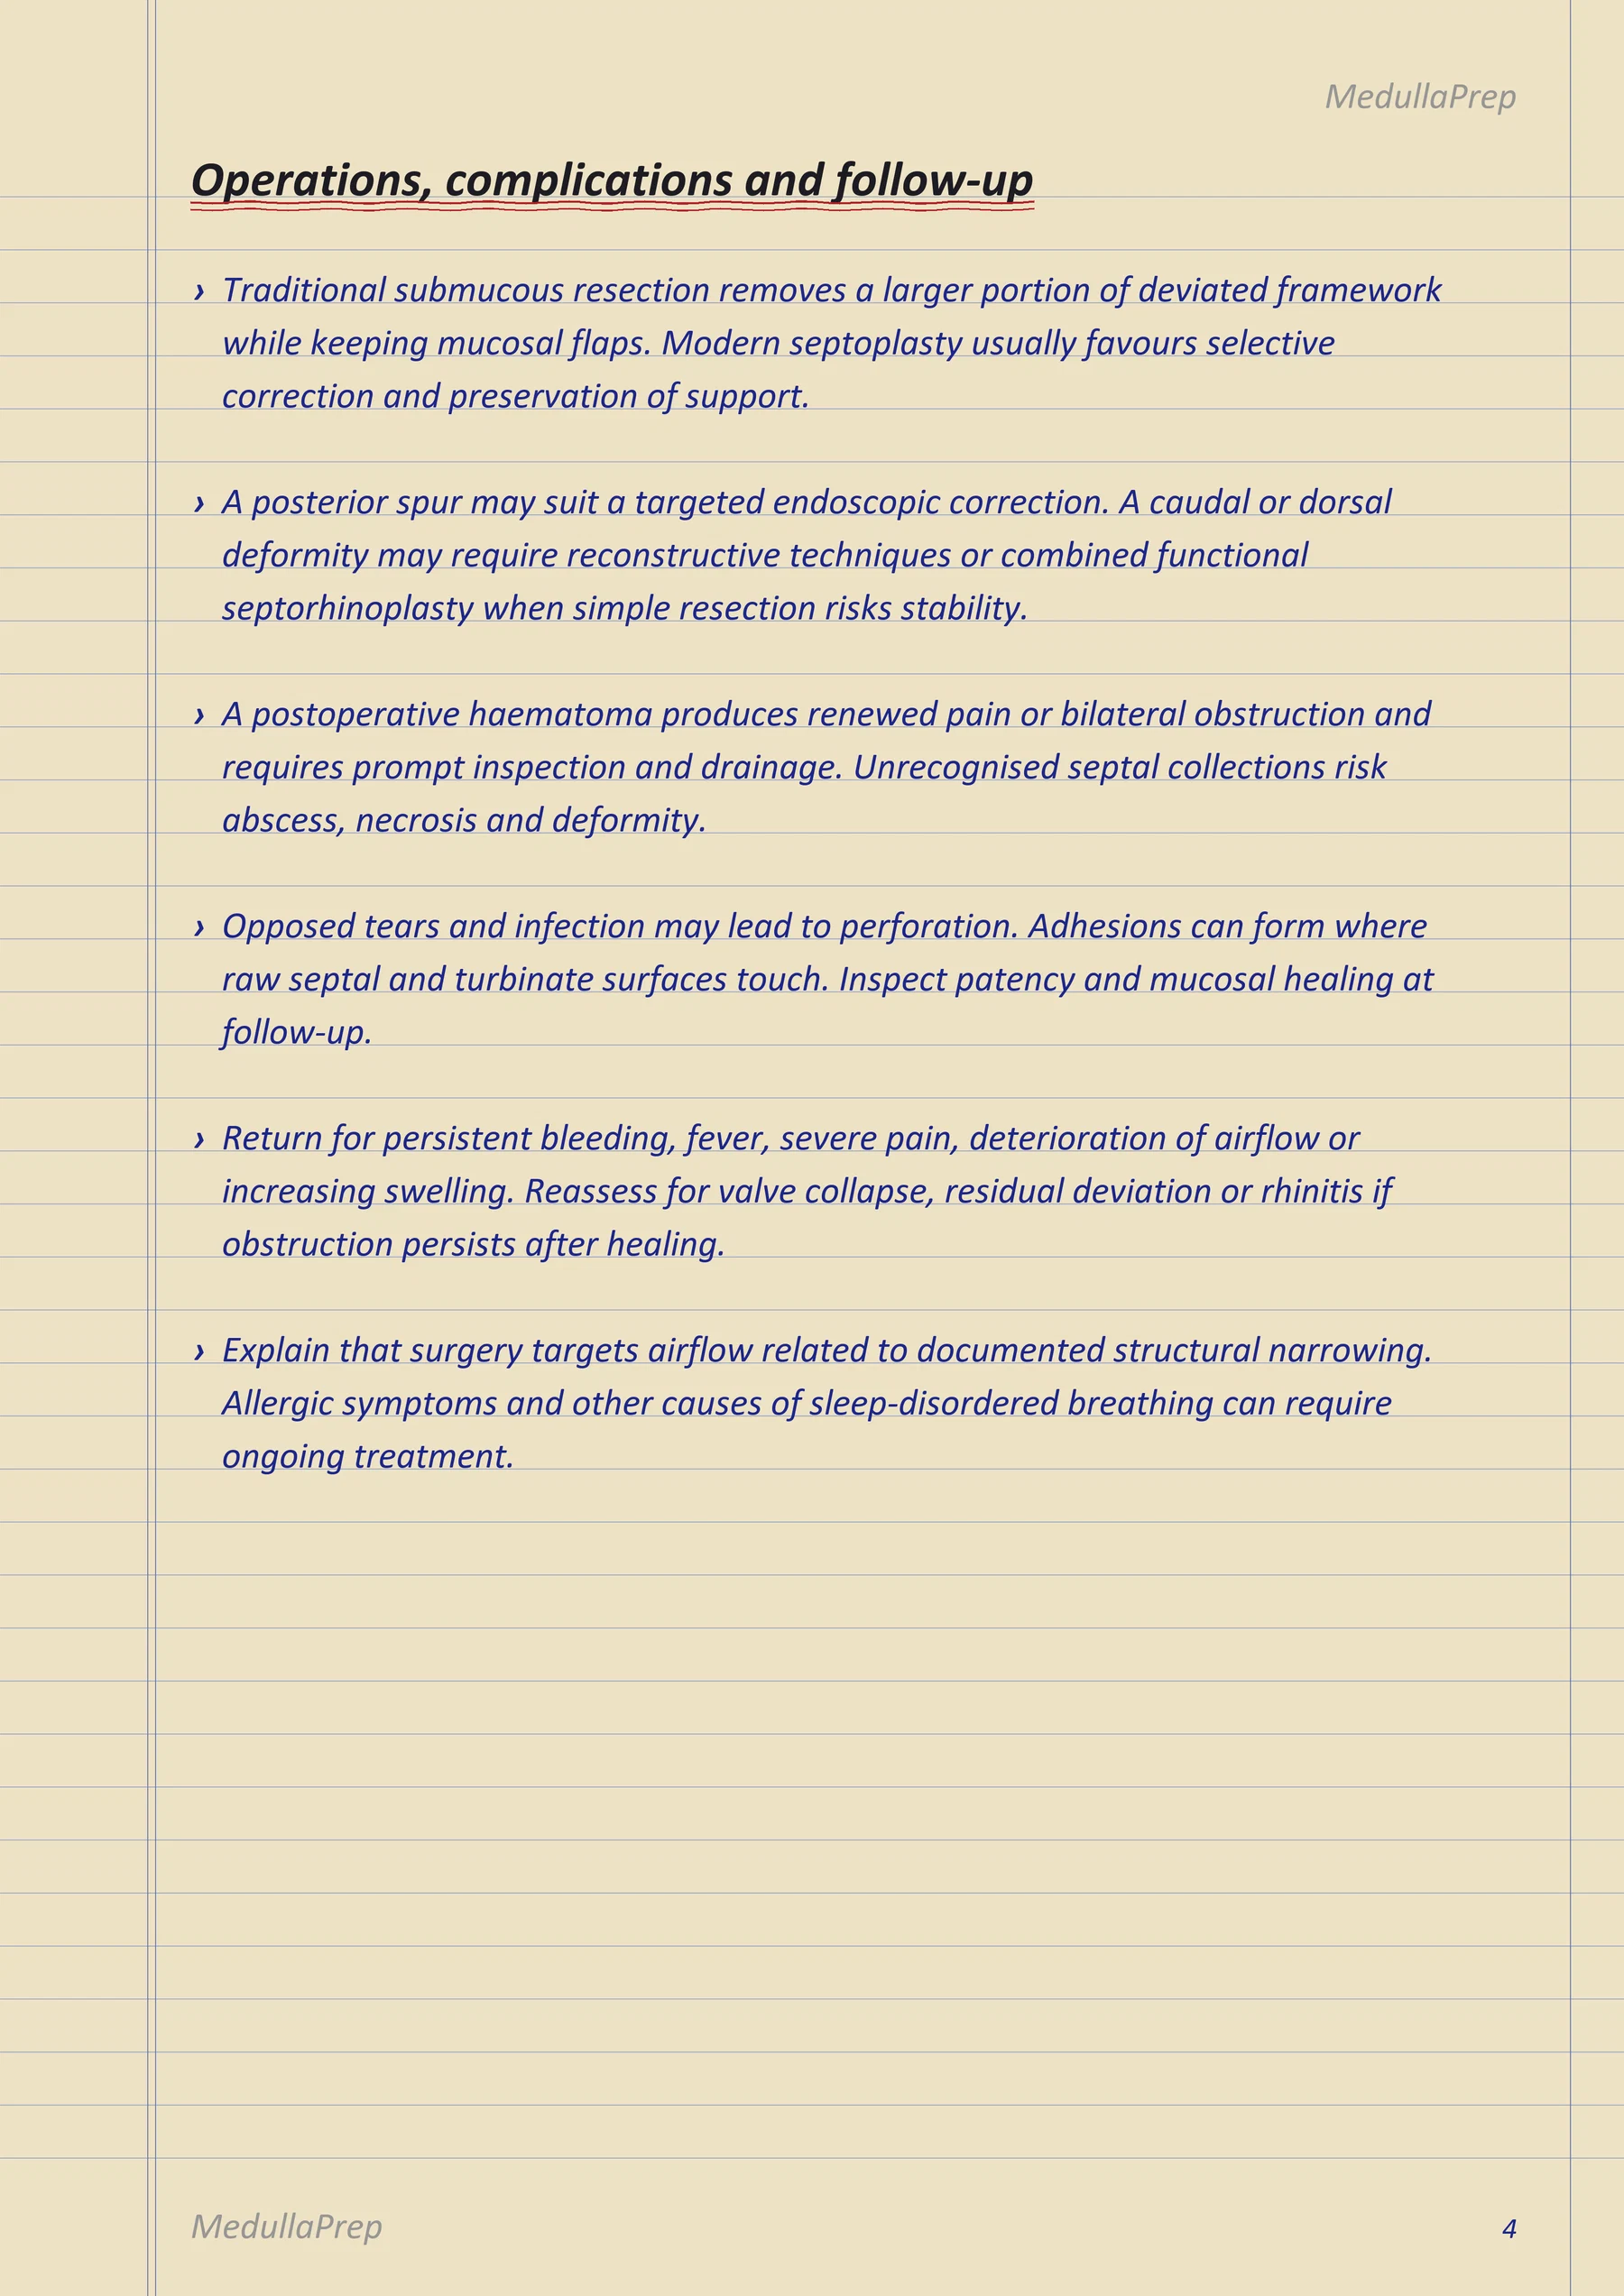 MedullaPrep
Operations, complications and follow-up
› Traditional submucous resection removes a larger portion of deviated framework
while keeping mucosal flaps. Modern septoplasty usually favours selective
correction and preservation of support.
› A posterior spur may suit a targeted endoscopic correction. A caudal or dorsal
deformity may require reconstructive techniques or combined functional
septorhinoplasty when simple resection risks stability.
› A postoperative haematoma produces renewed pain or bilateral obstruction and
requires prompt inspection and drainage. Unrecognised septal collections risk
abscess, necrosis and deformity.
› Opposed tears and infection may lead to perforation. Adhesions can form where
raw septal and turbinate surfaces touch. Inspect patency and mucosal healing at
follow-up.
› Return for persistent bleeding, fever, severe pain, deterioration of airflow or
increasing swelling. Reassess for valve collapse, residual deviation or rhinitis if
obstruction persists after healing.
› Explain that surgery targets airflow related to documented structural narrowing.
Allergic symptoms and other causes of sleep-disordered breathing can require
ongoing treatment.
MedullaPrep
4